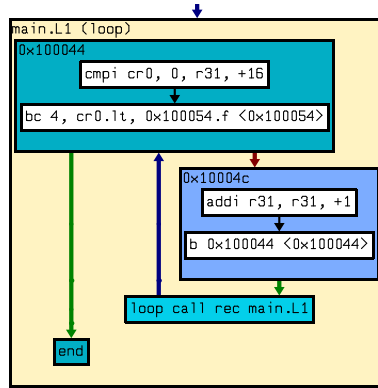 main.L1 (loop)
0x100044
cmpi cr0, 0, r31, +16
bc 4, cr0.lt, 0x100054.f <0x100054>
0x10004c
addi r31, r31, +1
b 0x100044 <0x100044>
loop call rec main.L1
end